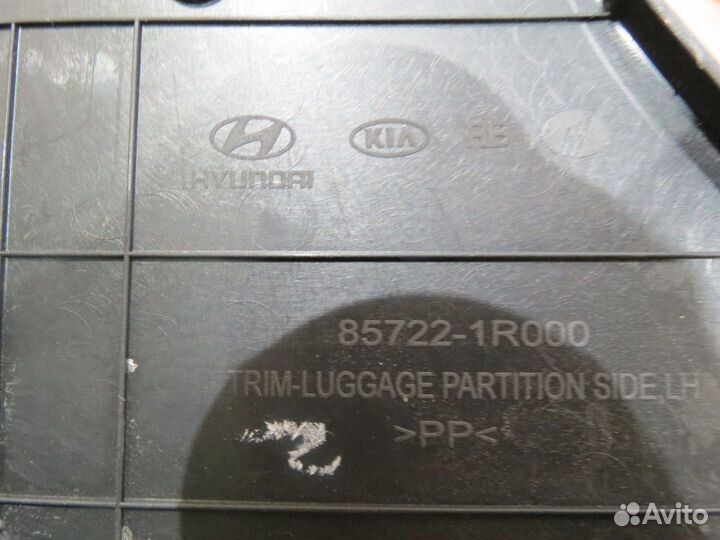 HYUNDAI
KIA
85722-1R000
TRIM-LUGGAGE PARTITION SIDE,LH
>PP<
Avito